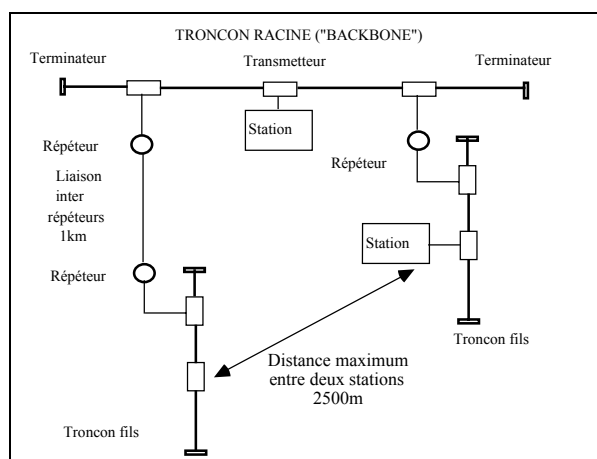 TRONCON RACINE ("BACKBONE")
Terminateur
Transmetteur
Terminateur
Station
Répéteur
Répéteur
Liaison
inter
répéteurs
1km
Station
Répéteur
Troncon fils
Distance maximum
entre deux stations
2500m
Troncon fils